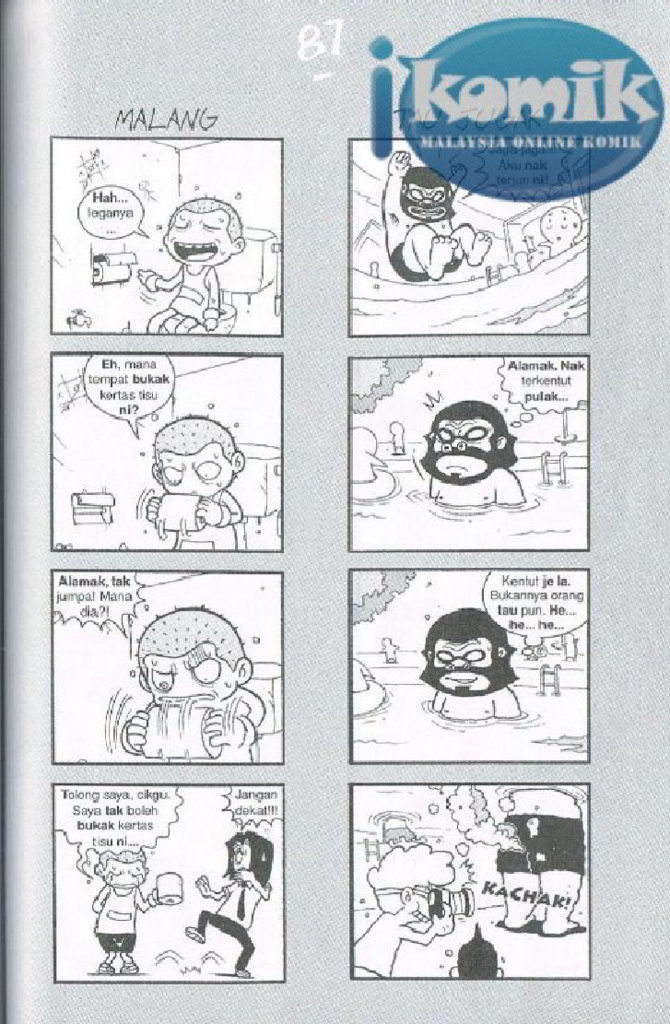 87
ikomik
MALAYSIA ONLINE KOMIK
MALANG
Hah...
leganya
...
Eh, mana
tempat bukak
kertas tisu
ni?
Alamak, tak
jumpa! Mana
dia?!
Tolong saya, cikgu.
Saya tak boleh
bukak kertas
tisu ni...
Jangan
dekat!!!
Aku nak
terjun ni!
Alamak. Nak
terkentut
pulak...
Kentut je la.
Bukannya orang
tau pun. He...
he... he...
KACHAK!